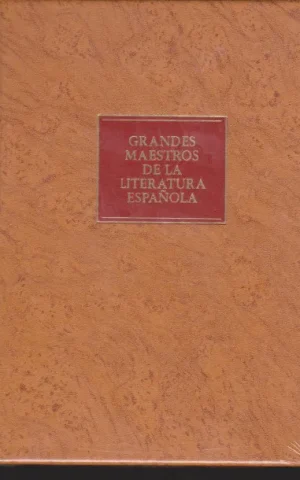 GRANDES
MAESTROS
DE LA
LITERATURA
ESPAÑOLA